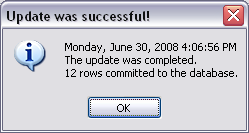 Update was successful!
Monday, June 30, 2008 4:06:56 PM
The update was completed.
12 rows committed to the database.
OK